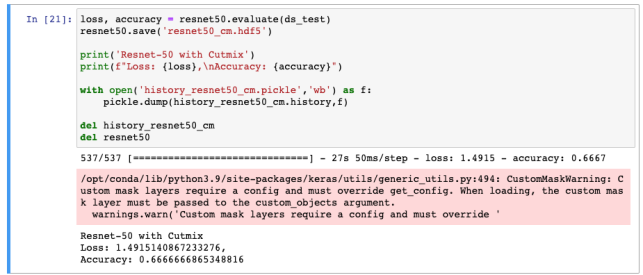 In [21]: loss, accuracy = resnet50.evaluate(ds_test)
resnet50.save('resnet50_cm.hdf5')
print('Resnet-50 with Cutmix')
print(f"Loss: {loss},\nAccuracy: {accuracy}")
with open('history_resnet50_cm.pickle','wb') as f:
    pickle.dump(history_resnet50_cm.history,f)
del history_resnet50_cm
del resnet50
537/537 [==============================] - 27s 50ms/step - loss: 1.4915 - accuracy: 0.6667
/opt/conda/lib/python3.9/site-packages/keras/utils/generic_utils.py:494: CustomMaskWarning: C
ustom mask layers require a config and must override get_config. When loading, the custom mas
k layer must be passed to the custom_objects argument.
  warnings.warn('Custom mask layers require a config and must override '
Resnet-50 with Cutmix
Loss: 1.4915140867233276,
Accuracy: 0.6666666865348816